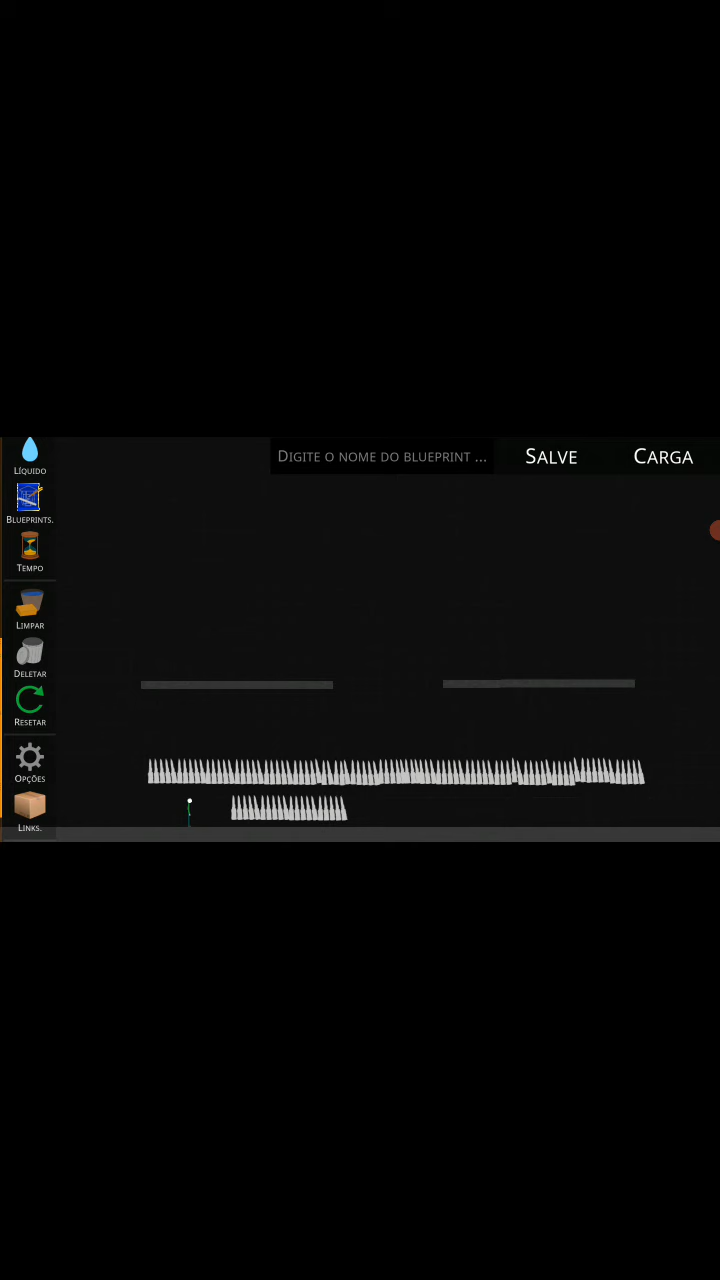 DIGITE O NOME DO BLUEPRINT ...
SALVE
CARGA
LÍQUIDO
BLUEPRINTS.
TEMPO
LIMPAR
DELETAR
RESETAR
OPÇÕES
LINKS.